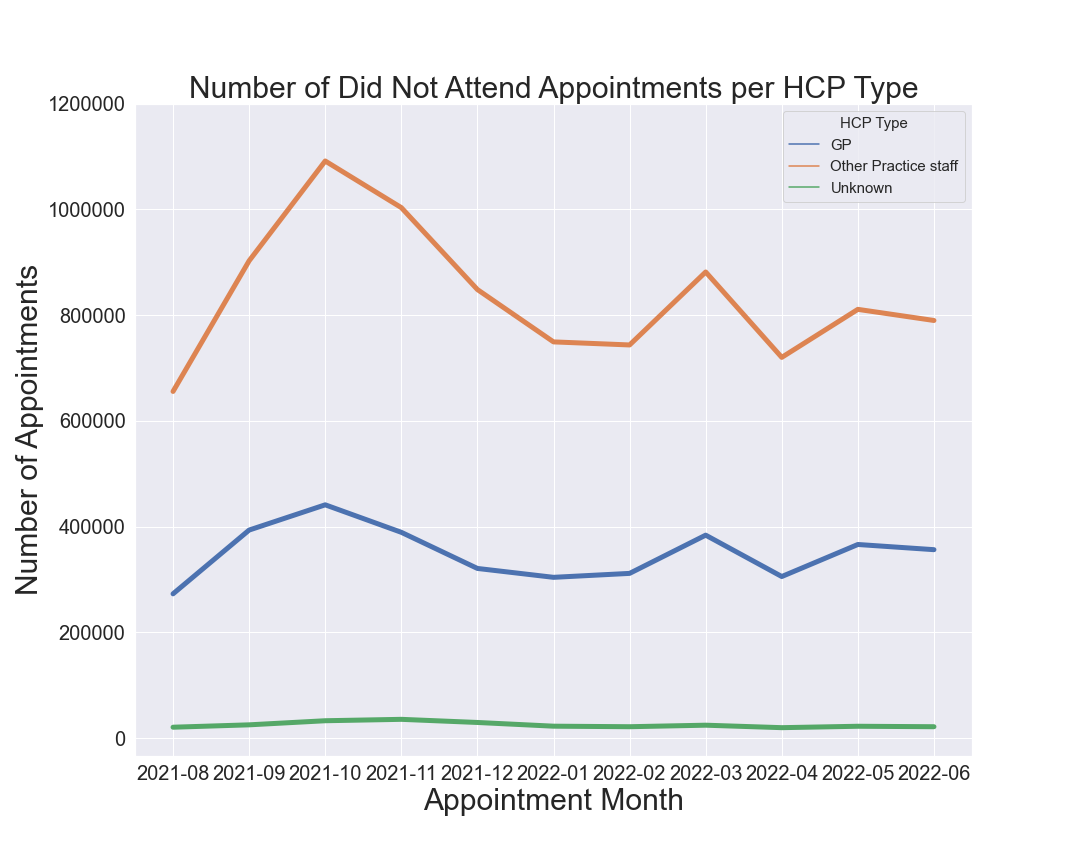 Number of Did Not Attend Appointments per HCP Type
HCP Type
GP
Other Practice staff
Unknown
1200000
1000000
800000
600000
400000
200000
0
Number of Appointments
2021-08 2021-09 2021-10 2021-11 2021-12 2022-01 2022-02 2022-03 2022-04 2022-05 2022-06
Appointment Month